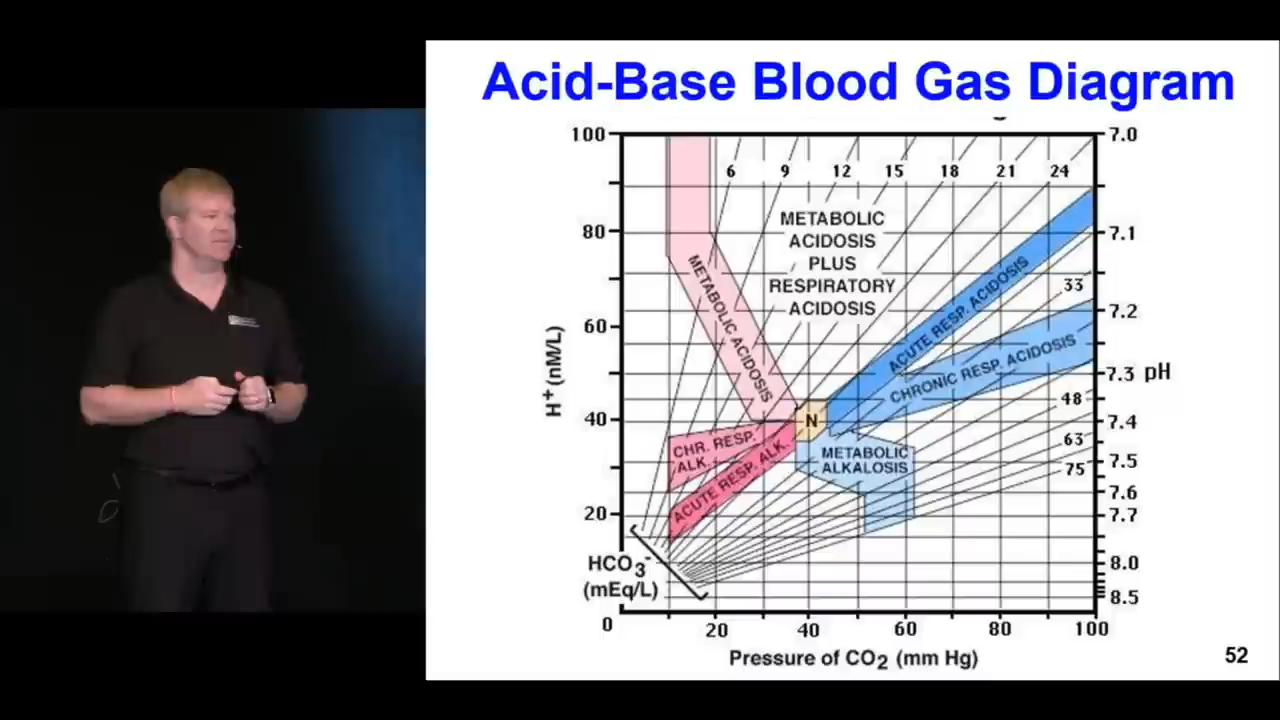 Acid-Base Blood Gas Diagram
100
80
60
40
20
0
H⁺ (nM/L)
6 9 12 15 18 21 24
33
48
63
75
7.0
7.1
7.2
7.3 pH
7.4
7.5
7.6
7.7
8.0
8.5
METABOLIC
ACIDOSIS
PLUS
RESPIRATORY
ACIDOSIS
METABOLIC ACIDOSIS
ACUTE RESP. ACIDOSIS
CHRONIC RESP. ACIDOSIS
N
CHR. RESP.
ALK.
ACUTE RESP. ALK.
METABOLIC
ALKALOSIS
HCO₃⁻
(mEq/L)
20 40 60 80 100
Pressure of CO₂ (mm Hg)
52